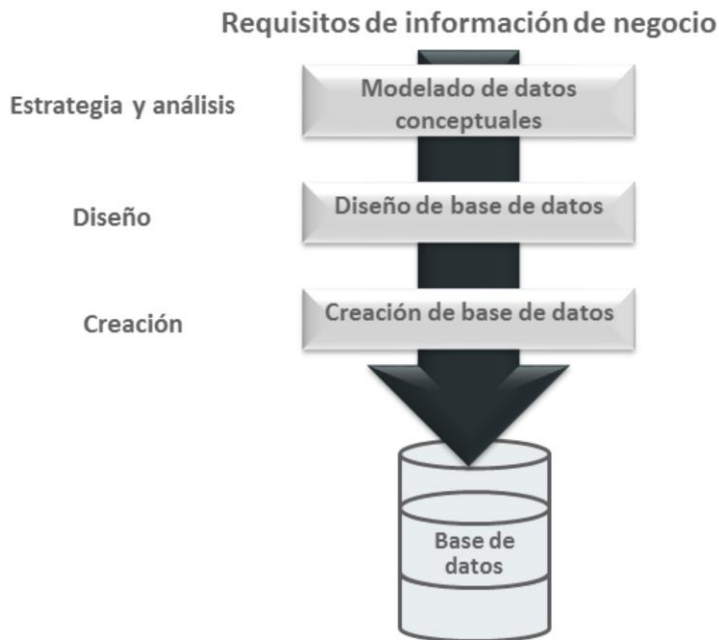 Requisitos de información de negocio
Estrategia y análisis
Modelado de datos
conceptuales
Diseño
Diseño de base de datos
Creación
Creación de base de datos
Base de
datos